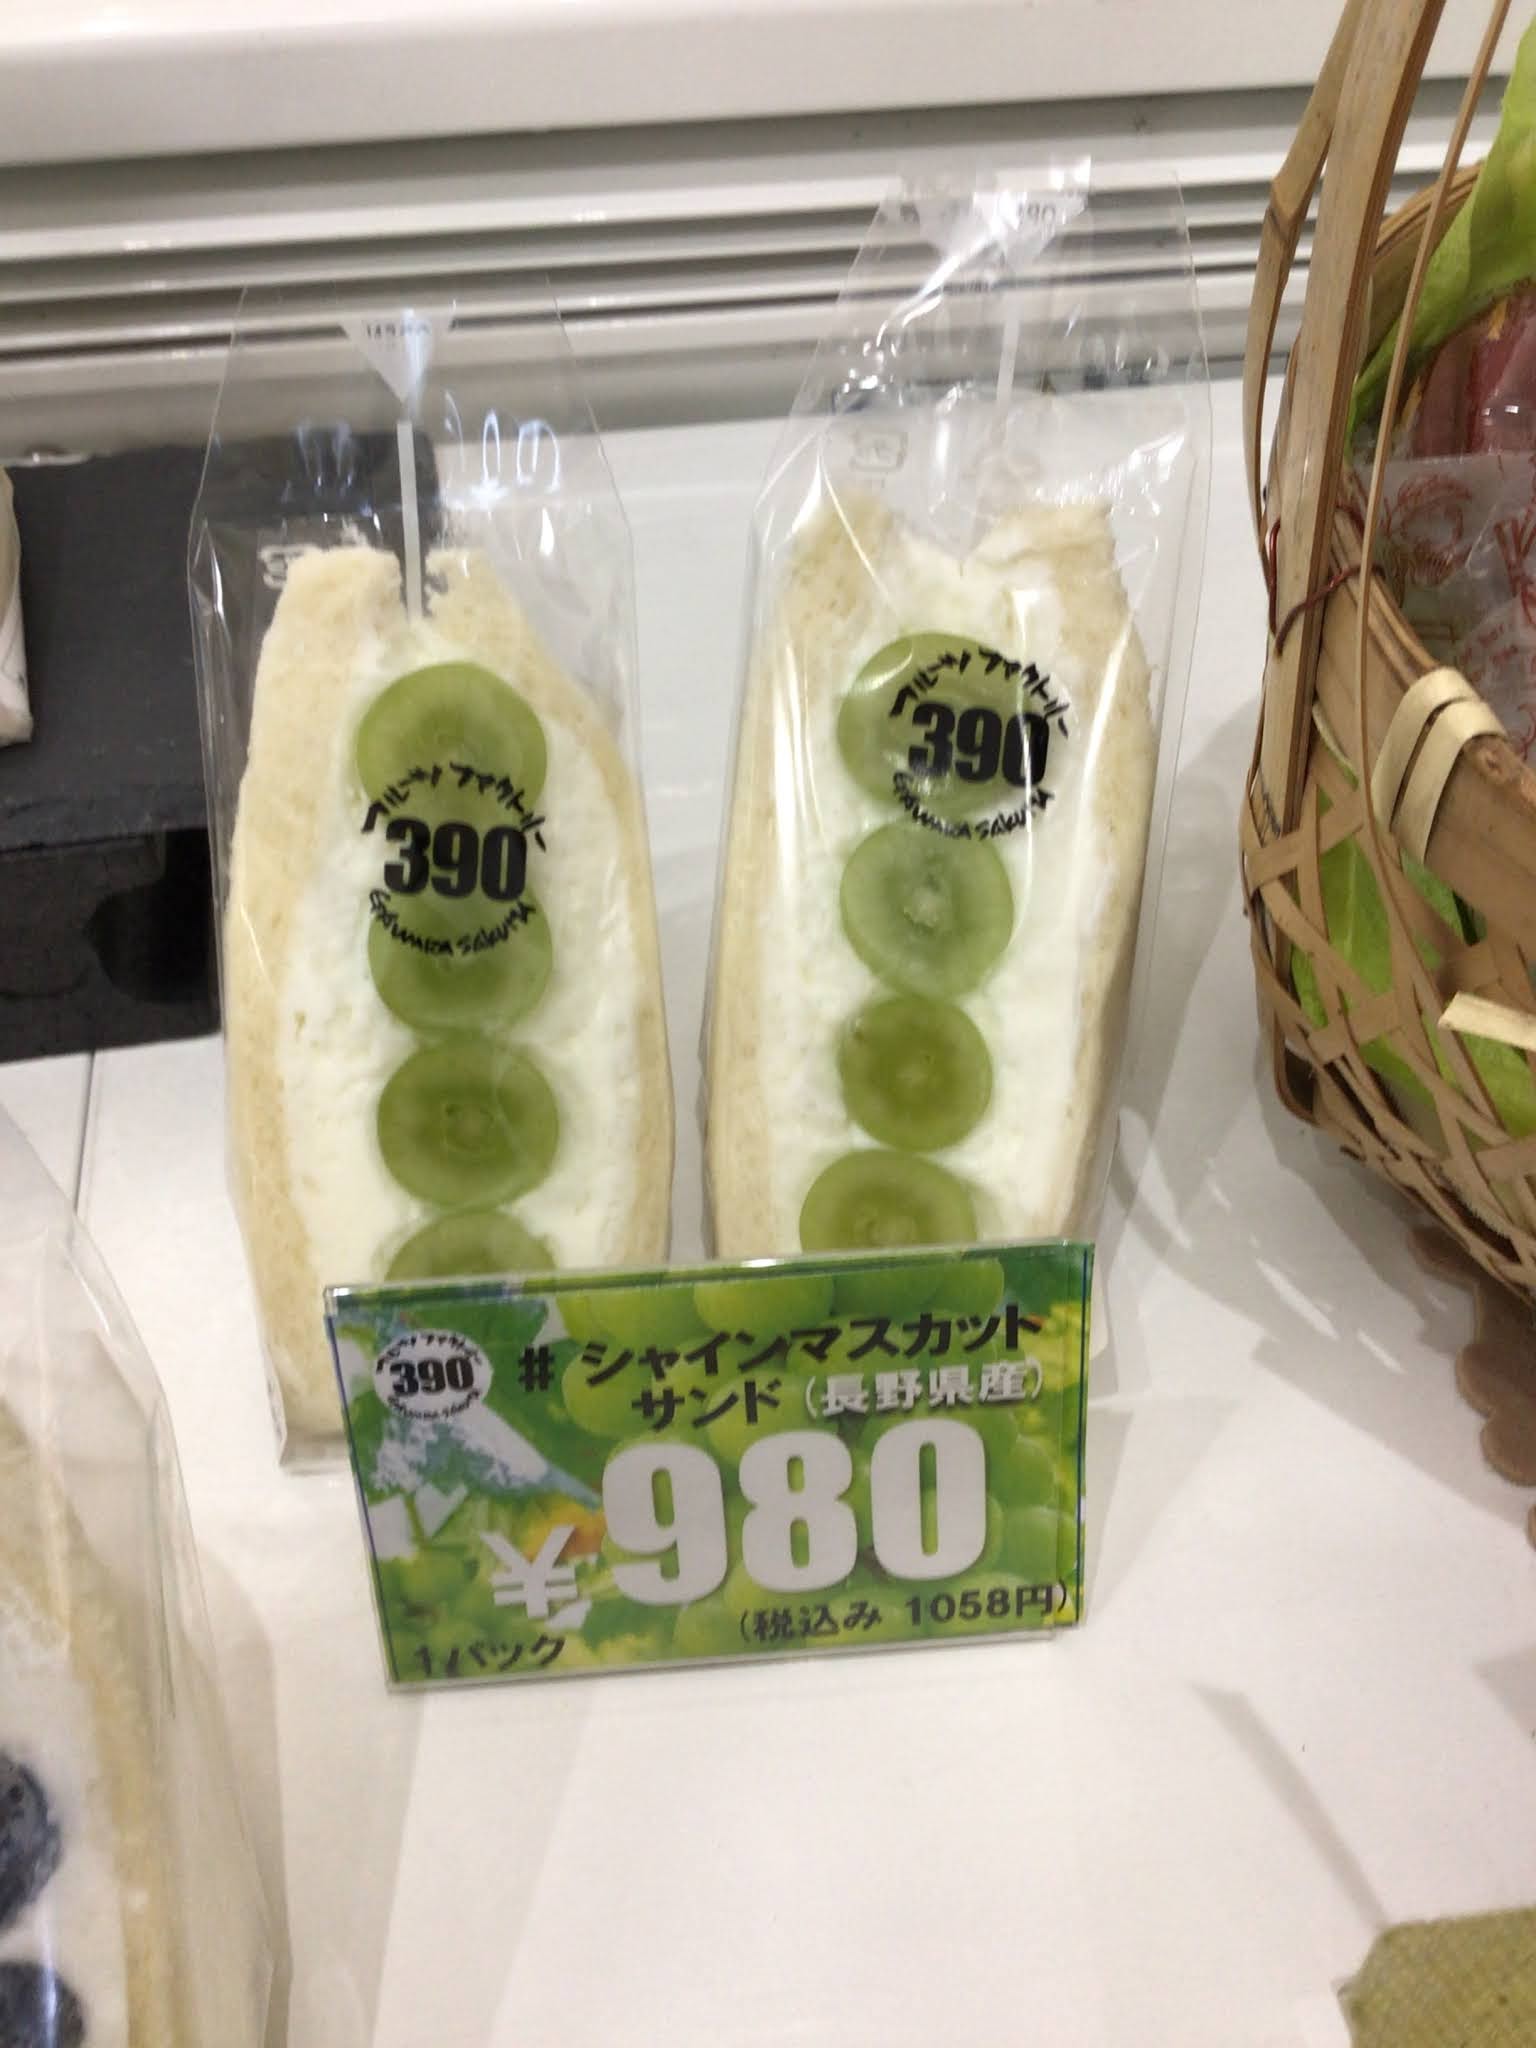 フルーツ ファクトリー
390
フルーツ ファクトリー
390
390
# シャインマスカット
サンド (長野県産)
¥980
(税込み 1058円)
1パック